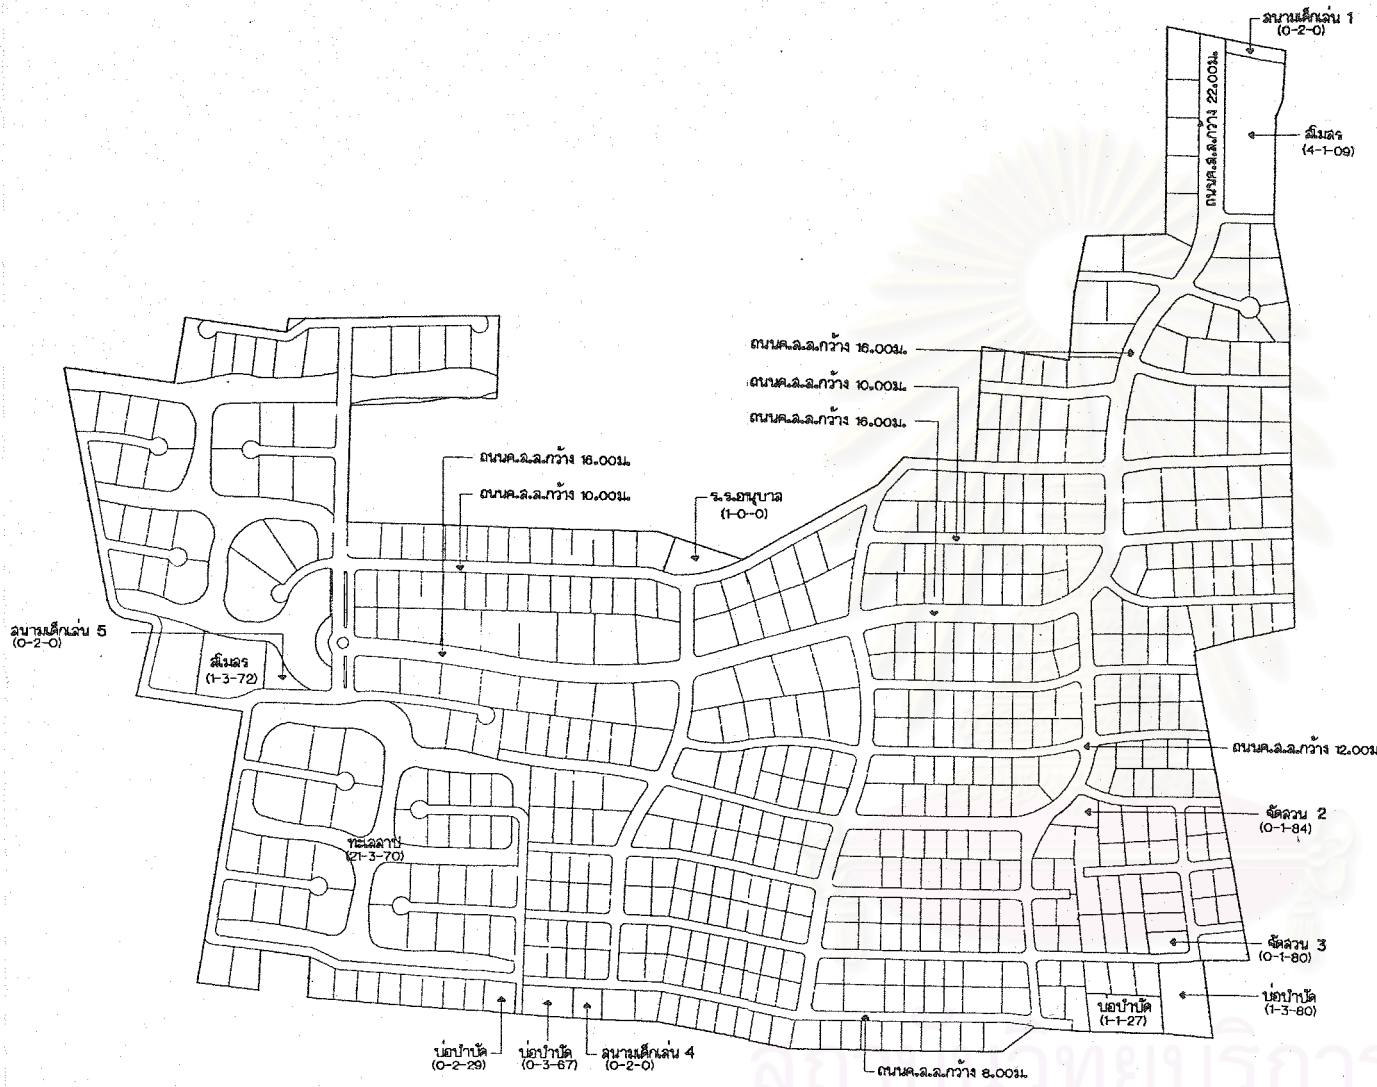 สนามเด็กเล่น 1
(0-2-0)
ถนนค.ส.ล.กว้าง 22.00ม.
สโมสร
(4-1-09)
ถนนค.ส.ล.กว้าง 16.00ม.
ถนนค.ส.ล.กว้าง 10.00ม.
ถนนค.ส.ล.กว้าง 16.00ม.
ถนนค.ส.ล.กว้าง 16.00ม.
ถนนค.ส.ล.กว้าง 10.00ม.
ร.ร.อนุบาล
(1-0-0)
สนามเด็กเล่น 5
(0-2-0)
สโมสร
(1-3-72)
ถนนค.ส.ล.กว้าง 12.00ม
จัดสวน 2
(0-1-84)
ทะเลสาบ
(21-3-70)
จัดสวน 3
(0-1-80)
บ่อบำบัด
(1-3-80)
บ่อบำบัด
(1-1-27)
บ่อบำบัด
(0-2-29)
บ่อบำบัด
(0-3-67)
สนามเด็กเล่น 4
(0-2-0)
ถนนค.ส.ล.กว้าง 8.00ม.